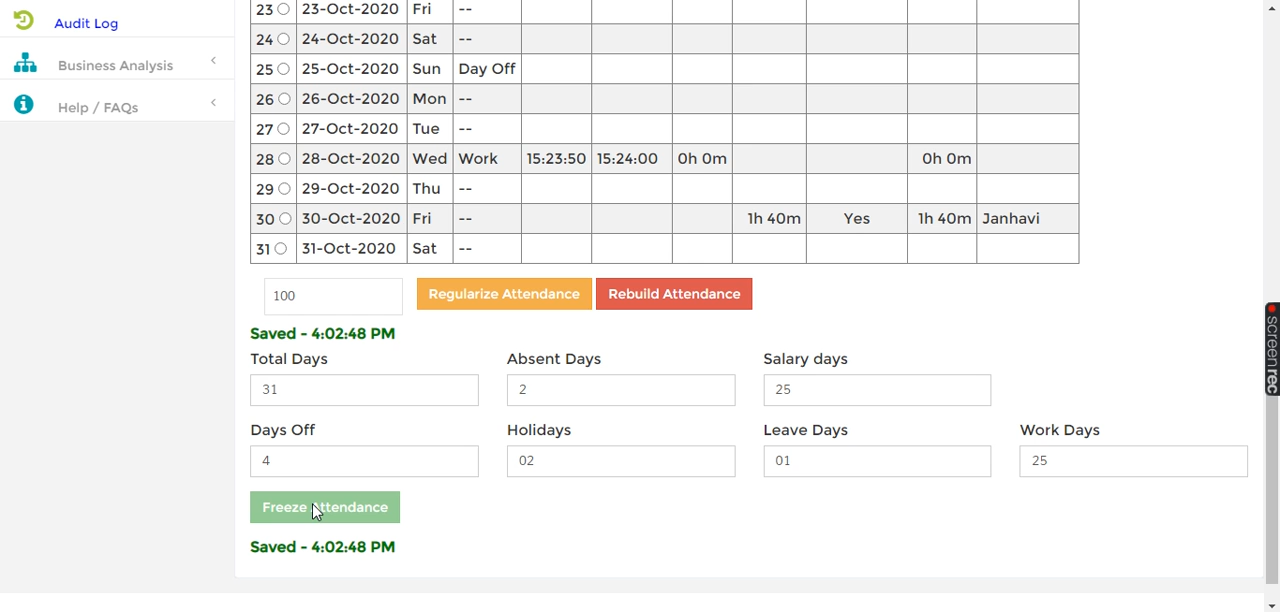 Audit Log
Business Analysis
Help / FAQs
23 23-Oct-2020 Fri --
24 24-Oct-2020 Sat --
25 25-Oct-2020 Sun Day Off
26 26-Oct-2020 Mon --
27 27-Oct-2020 Tue --
28 28-Oct-2020 Wed Work 15:23:50 15:24:00 0h 0m 0h 0m
29 29-Oct-2020 Thu --
30 30-Oct-2020 Fri -- 1h 40m Yes 1h 40m Janhavi
31 31-Oct-2020 Sat --
100 Regularize Attendance Rebuild Attendance
Saved - 4:02:48 PM
Total Days Absent Days Salary days
31 2 25
Days Off Holidays Leave Days Work Days
4 02 01 25
Freeze Attendance
Saved - 4:02:48 PM
screenrec